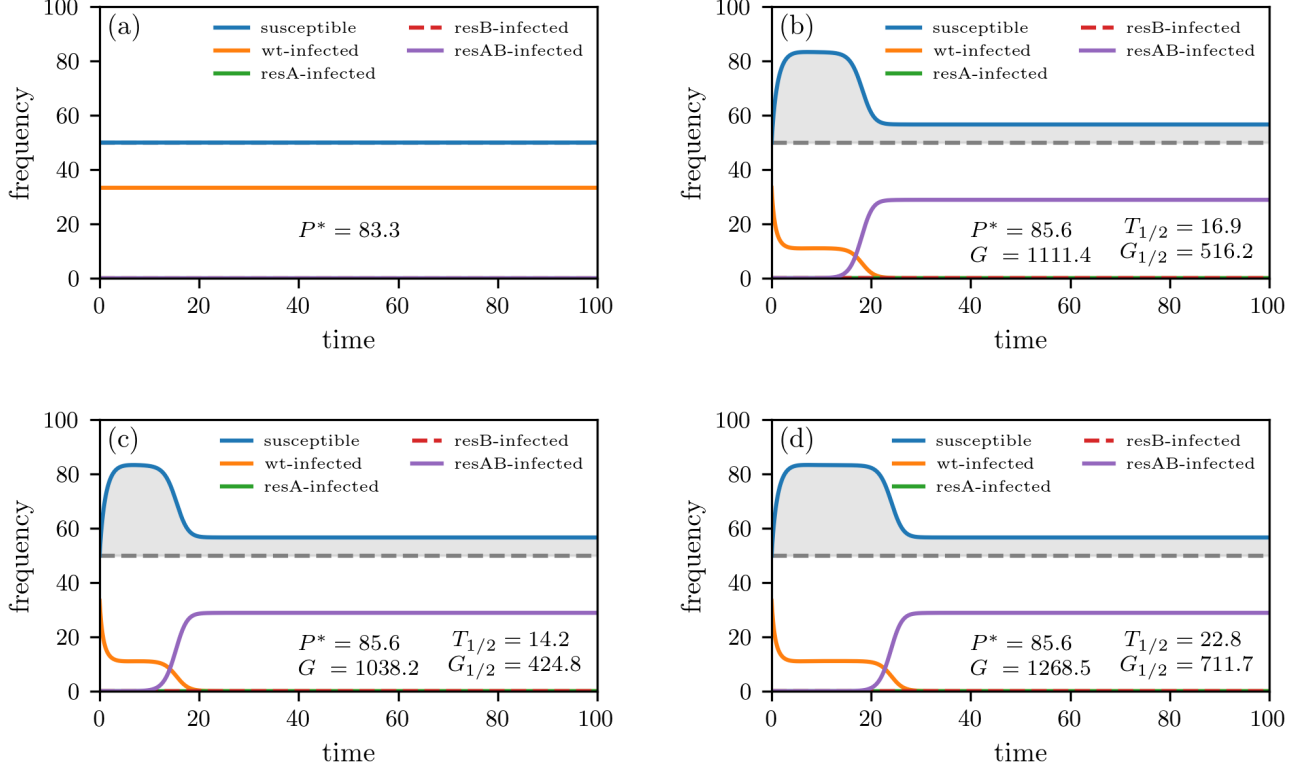 (a)
susceptible
wt-infected
resA-infected
resB-infected
resAB-infected
P* = 83.3
100
80
60
40
20
0
frequency
0 20 40 60 80 100
time
(b)
susceptible
wt-infected
resA-infected
resB-infected
resAB-infected
P* = 85.6
G = 1111.4
T1/2 = 16.9
G1/2 = 516.2
100
80
60
40
20
0
frequency
0 20 40 60 80 100
time
(c)
susceptible
wt-infected
resA-infected
resB-infected
resAB-infected
P* = 85.6
G = 1038.2
T1/2 = 14.2
G1/2 = 424.8
100
80
60
40
20
0
frequency
0 20 40 60 80 100
time
(d)
susceptible
wt-infected
resA-infected
resB-infected
resAB-infected
P* = 85.6
G = 1268.5
T1/2 = 22.8
G1/2 = 711.7
100
80
60
40
20
0
frequency
0 20 40 60 80 100
time